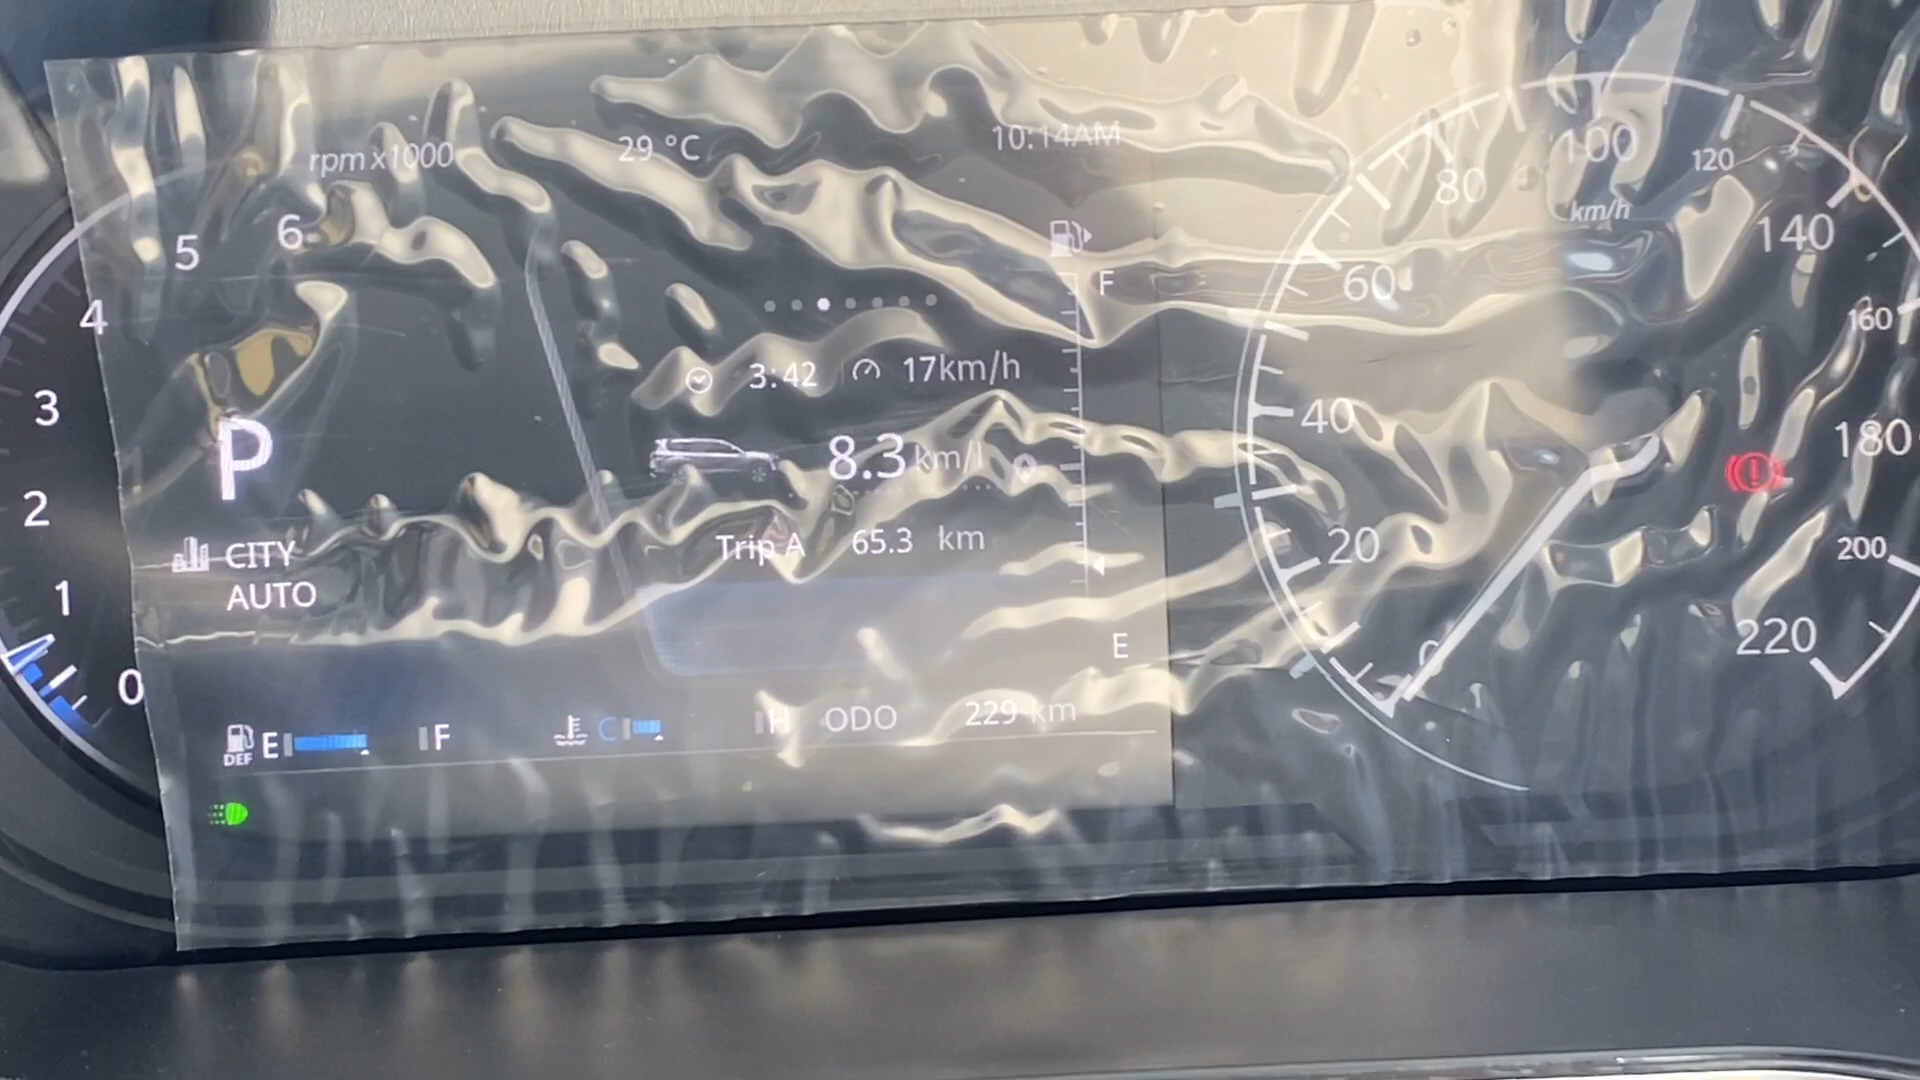 rpm x1000
29 °C
10:14AM
6
5
4
3
2
1
0
P
CITY
AUTO
F
3:42 17km/h
8.3 km/l
Trip A 65.3 km
E
DEF E F C H ODO 229 km
0
20
40
60
80
100
120
km/h
140
160
180
200
220